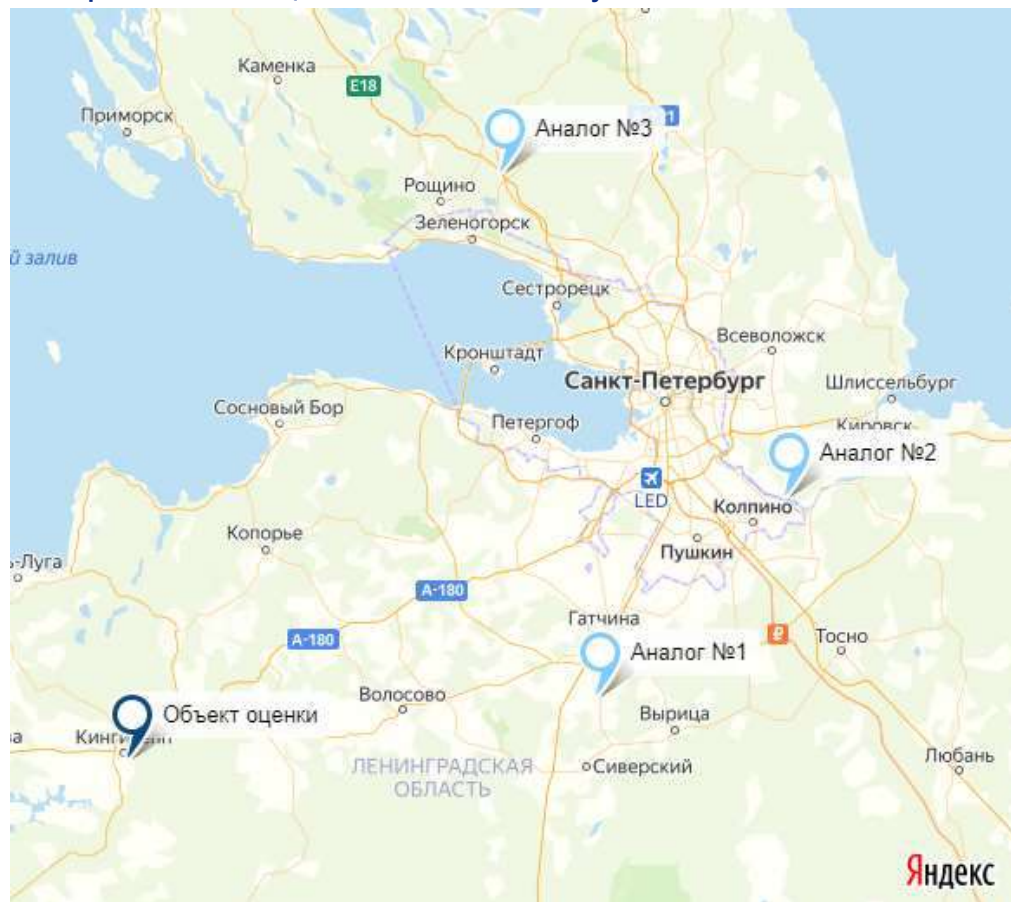 Каменка
E18
Приморск
Аналог №3
Рощино
Зеленогорск
й залив
Сестрорецк
Всеволожск
Кронштадт
Санкт-Петербург
Шлиссельбург
Сосновый Бор
Петергоф
Кировск
Аналог №2
LED
Колпино
Копорье
Пушкин
-Луга
А-180
Гатчина
А-180
₽
Тосно
Аналог №1
Волосово
Объект оценки
Вырица
Любань
ЛЕНИНГРАДСКАЯ
ОБЛАСТЬ
Сиверский
Яндекс